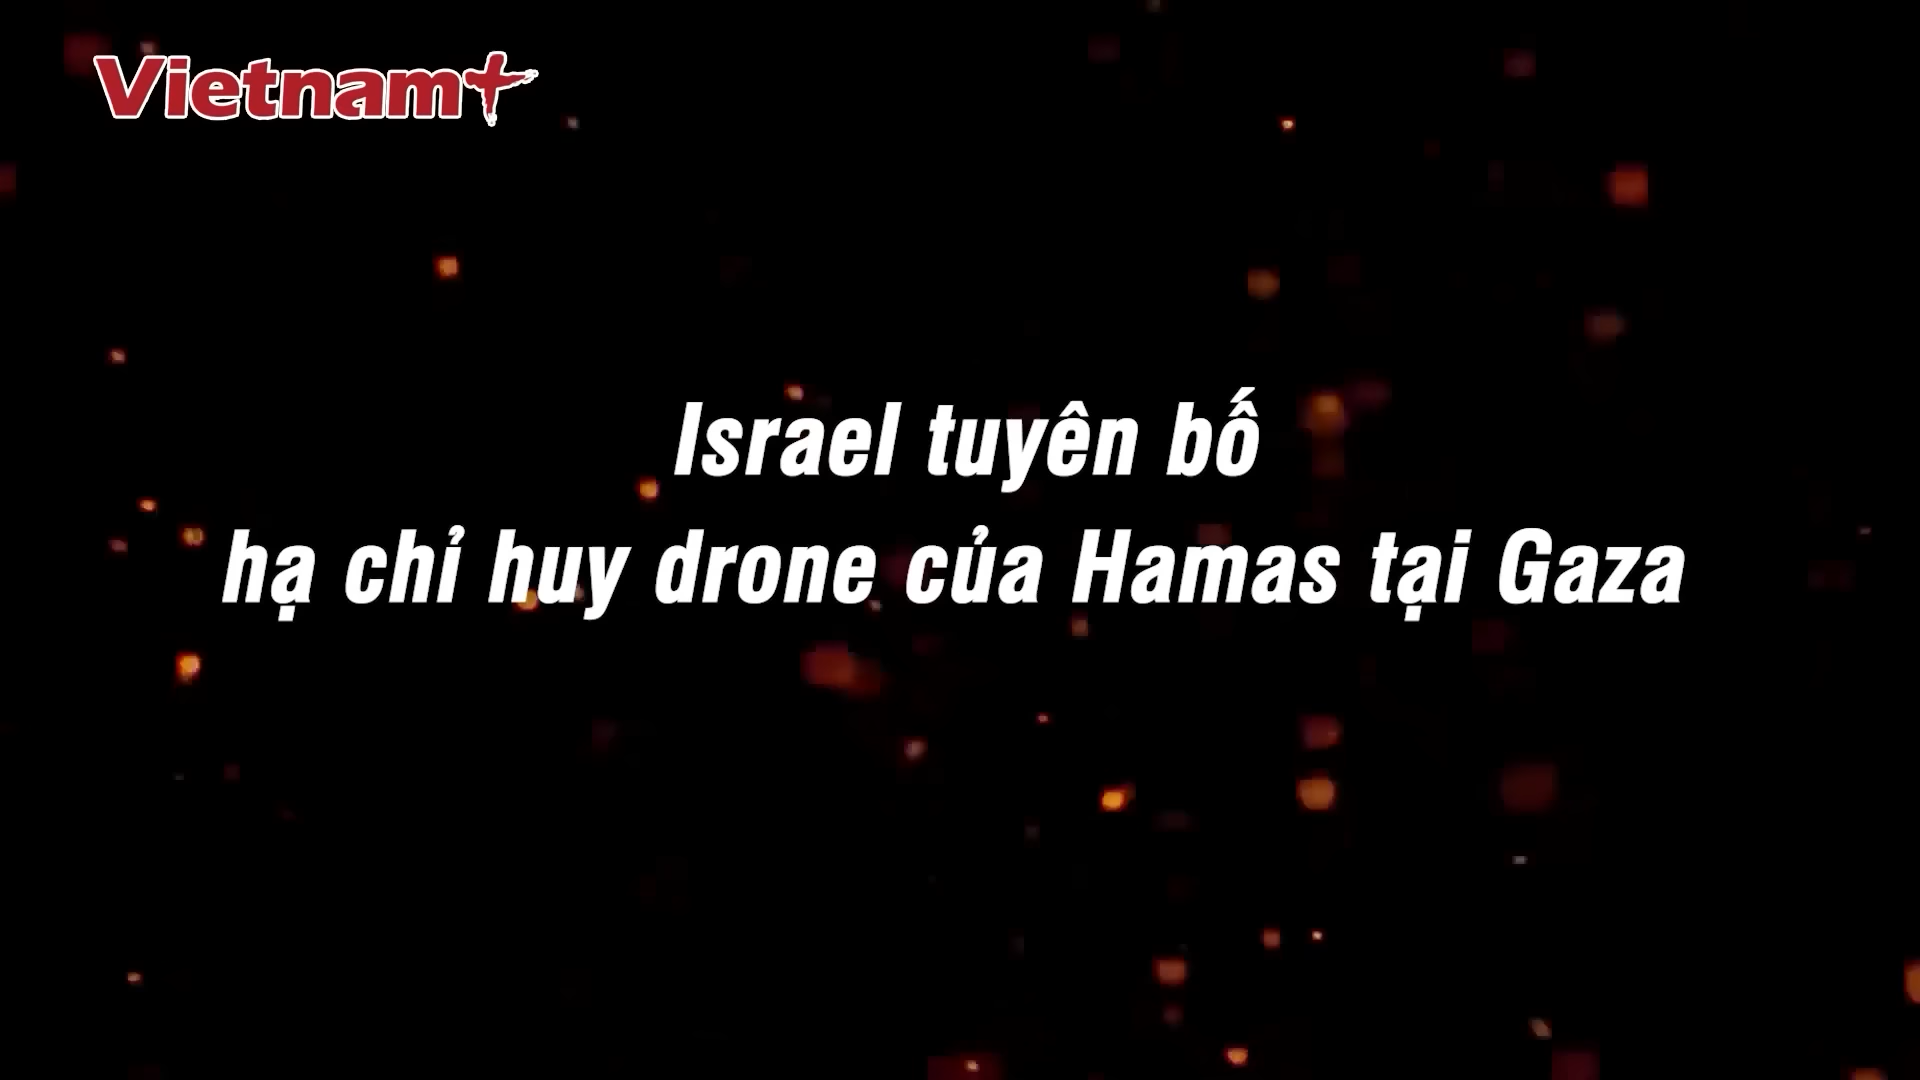 Vietnam+
Israel tuyên bố
hạ chỉ huy drone của Hamas tại Gaza